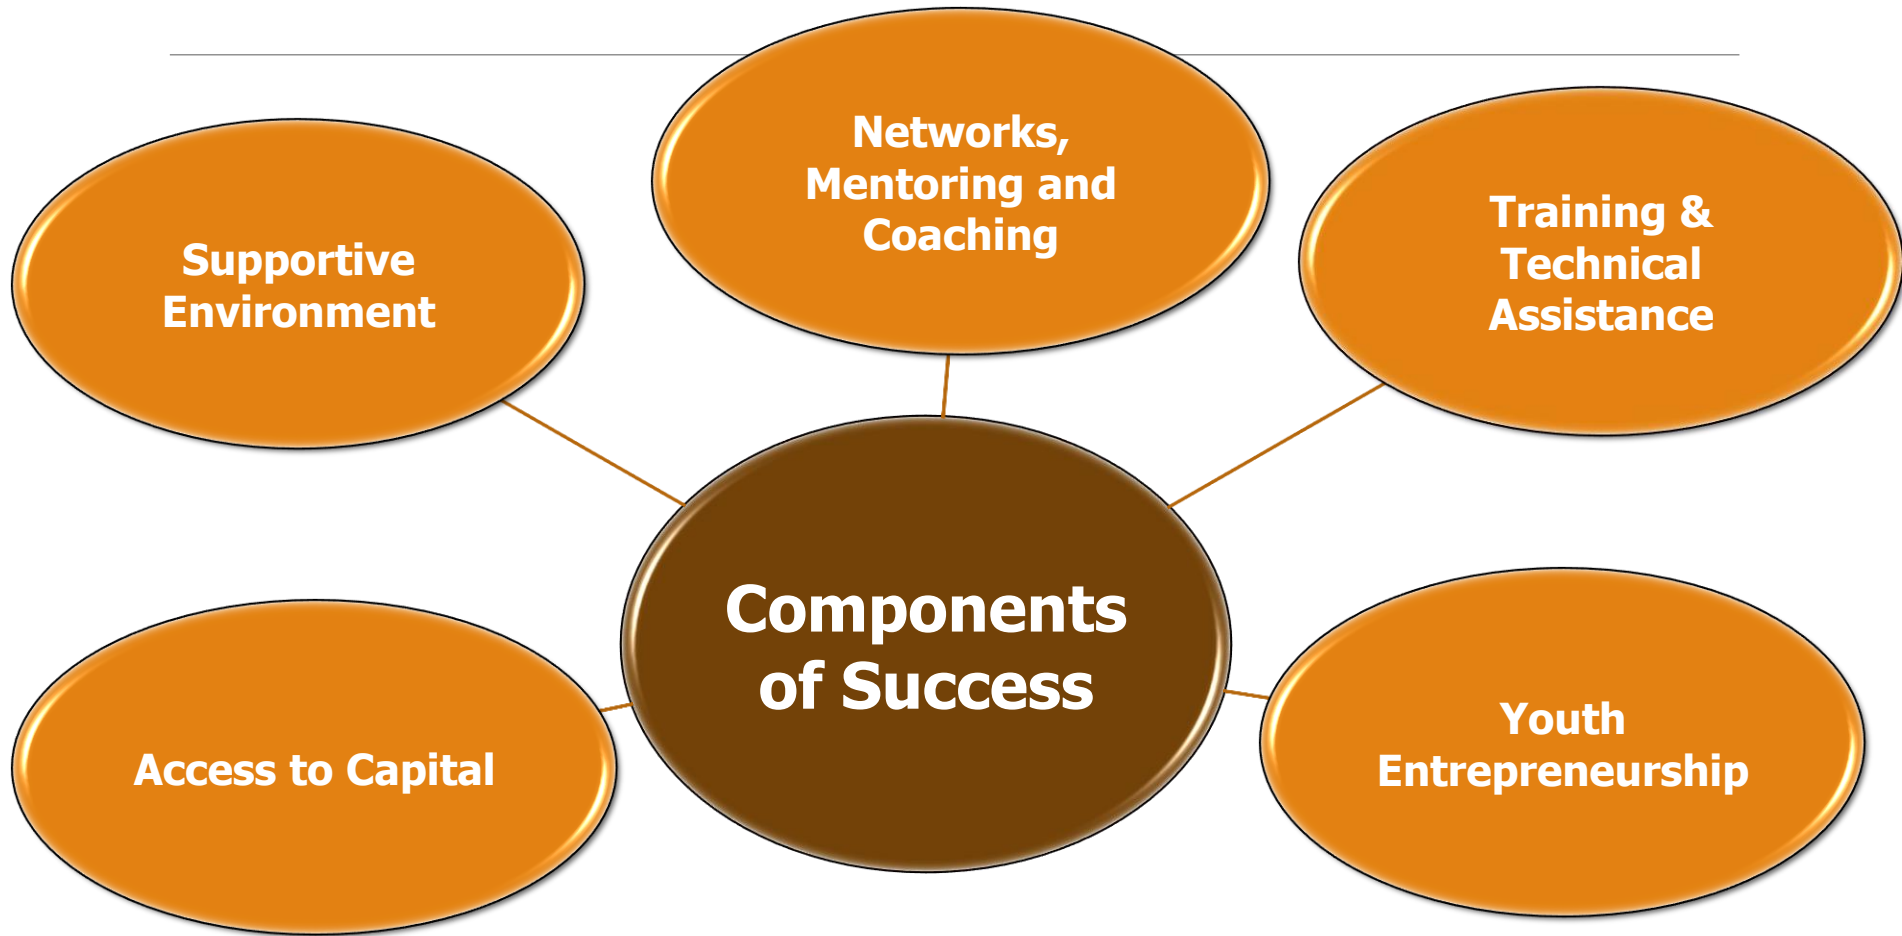 Networks,
Mentoring and
Coaching
Supportive
Environment
Training &
Technical
Assistance
Components
of Success
Access to Capital
Youth
Entrepreneurship